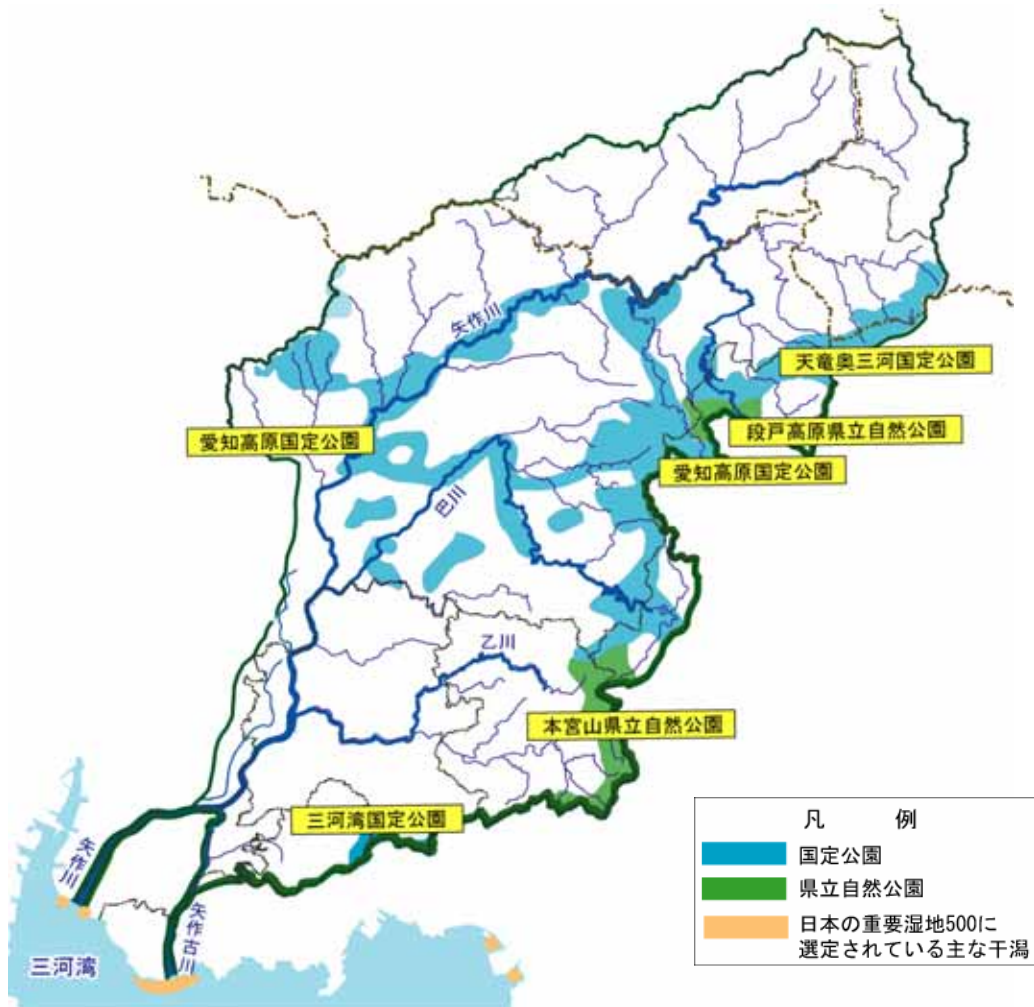 矢作川
天竜奥三河国定公園
段戸高原県立自然公園
愛知高原国定公園
愛知高原国定公園
巴川
乙川
本宮山県立自然公園
三河湾国定公園
矢作川
矢作古川
三河湾
凡 例
国定公園
県立自然公園
日本の重要湿地500に
選定されている主な干潟